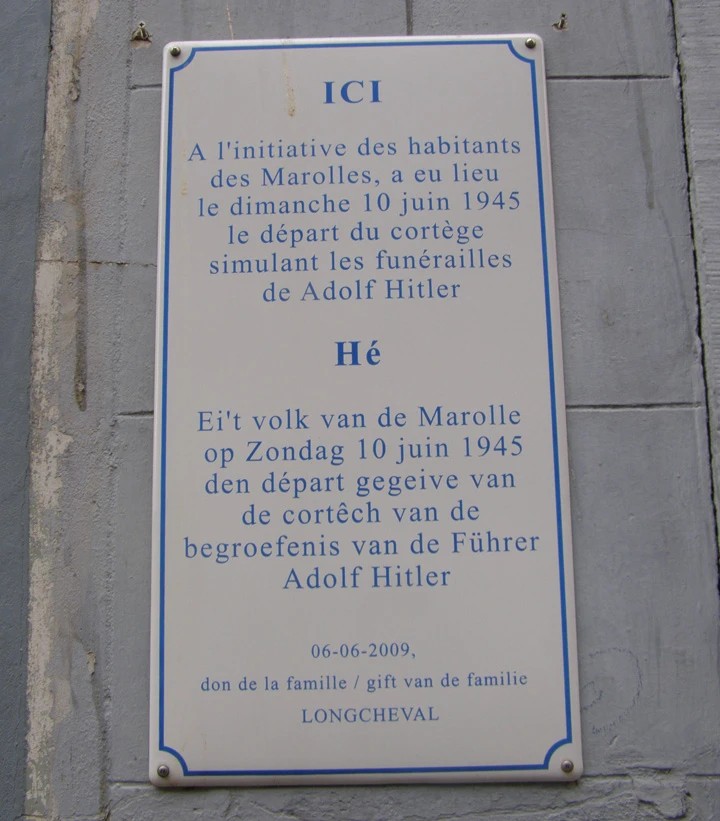 ICI
A l'initiative des habitants
des Marolles, a eu lieu
le dimanche 10 juin 1945
le départ du cortège
simulant les funérailles
de Adolf Hitler
Hé
Ei't volk van de Marolle
op Zondag 10 juin 1945
den départ gegeive van
de cortêch van de
begroefenis van de Führer
Adolf Hitler
06-06-2009,
don de la famille / gift van de familie
LONGCHEVAL